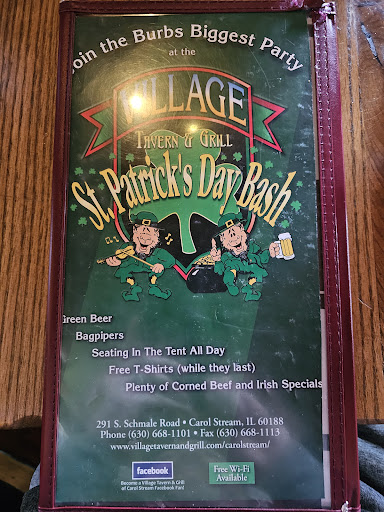 Join the Burbs Biggest Party
at the
VILLAGE
TAVERN & GRILL
St. Patrick's Day Bash
Green Beer
Bagpipers
Seating In The Tent All Day
Free T-Shirts (while they last)
Plenty of Corned Beef and Irish Specials
291 S. Schmale Road • Carol Stream, IL 60188
Phone (630) 668-1101 • Fax (630) 668-1113
www.villagetavernandgrill.com/carolstream/
facebook
Become a Village Tavern & Grill
of Carol Stream Facebook Fan!
Free Wi-Fi
Available